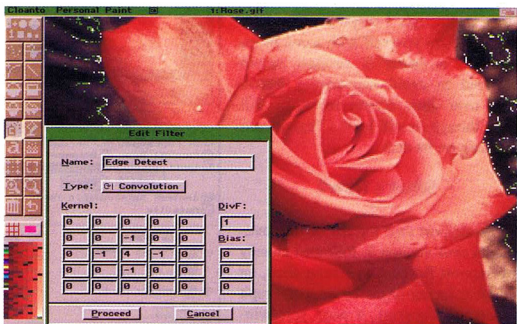 Cloanto Personal Paint 1:Rose.gif
Edit Filter
Name: Edge Detect
Type: Convolution
Kernel: DivF:
0 0 0 0 0 1
0 0 -1 0 0 Bias:
0 -1 4 -1 0 0
0 0 -1 0 0 0
0 0 0 0 0 0
Proceed Cancel